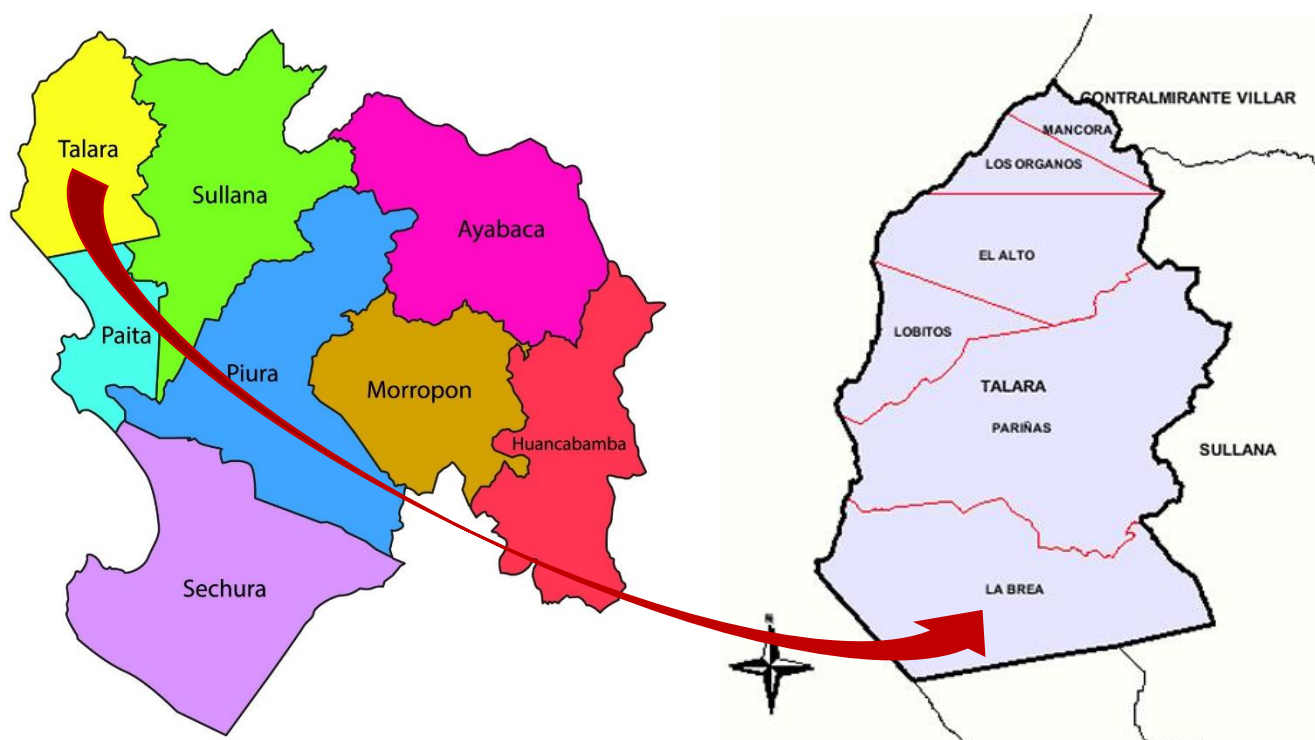 Talara
Sullana
Ayabaca
Paita
Piura
Morropon
Huancabamba
Sechura
CONTRALMIRANTE VILLAR
MANCORA
LOS ORGANOS
EL ALTO
LOBITOS
TALARA
PARIÑAS
SULLANA
LA BREA
N